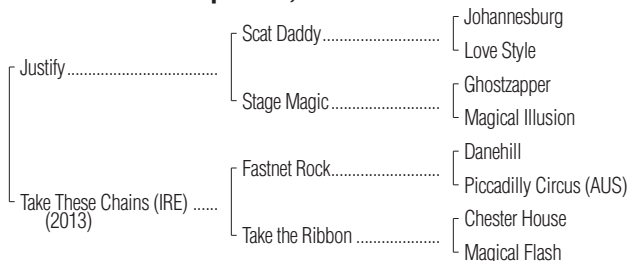 Johannesburg
Scat Daddy
Love Style
Justify
Ghostzapper
Stage Magic
Magical Illusion
Danehill
Fastnet Rock
Piccadilly Circus (AUS)
Take These Chains (IRE)
(2013)
Chester House
Take the Ribbon
Magical Flash